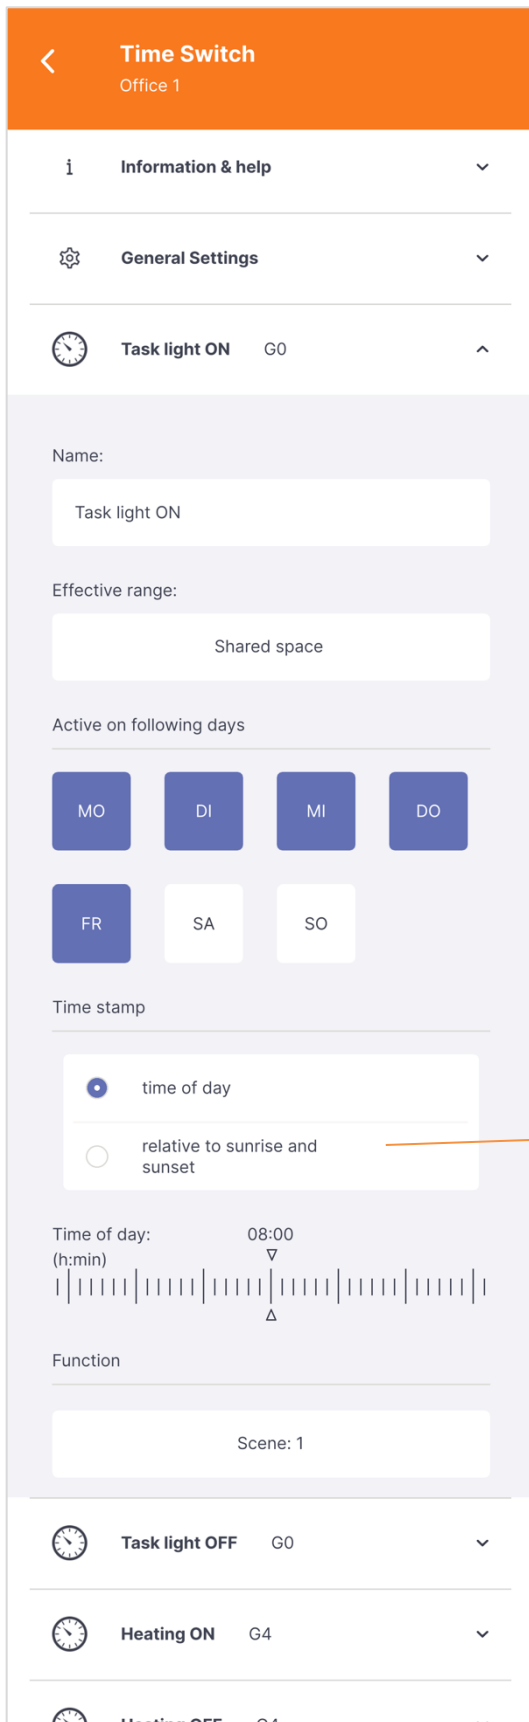 Time Switch
Office 1
i Information & help
General Settings
Task light ON G0
Name:
Task light ON
Effective range:
Shared space
Active on following days
MO DI MI DO
FR SA SO
Time stamp
time of day
relative to sunrise and
sunset
Time of day: 08:00
(h:min)
Function
Scene: 1
Task light OFF G0
Heating ON G4
Heating OFF G4